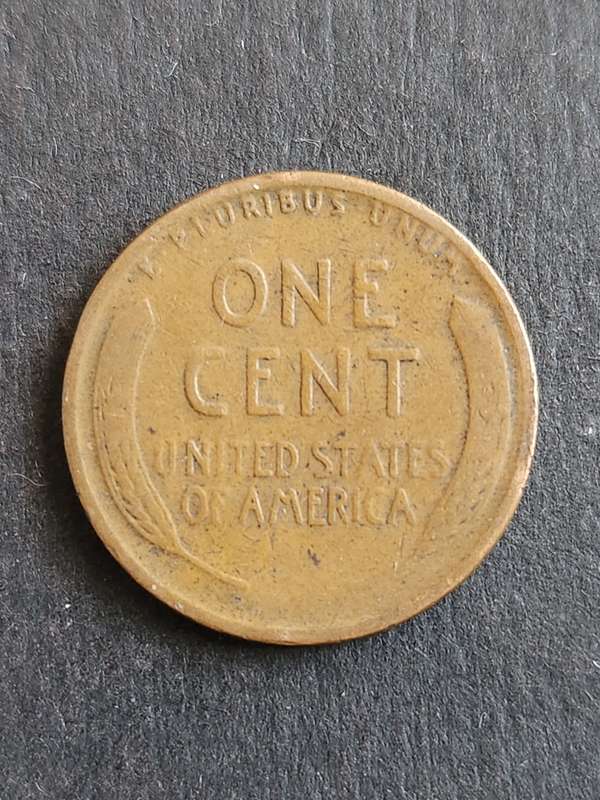 E PLURIBUS UNUM
ONE
CENT
UNITED STATES
OF AMERICA